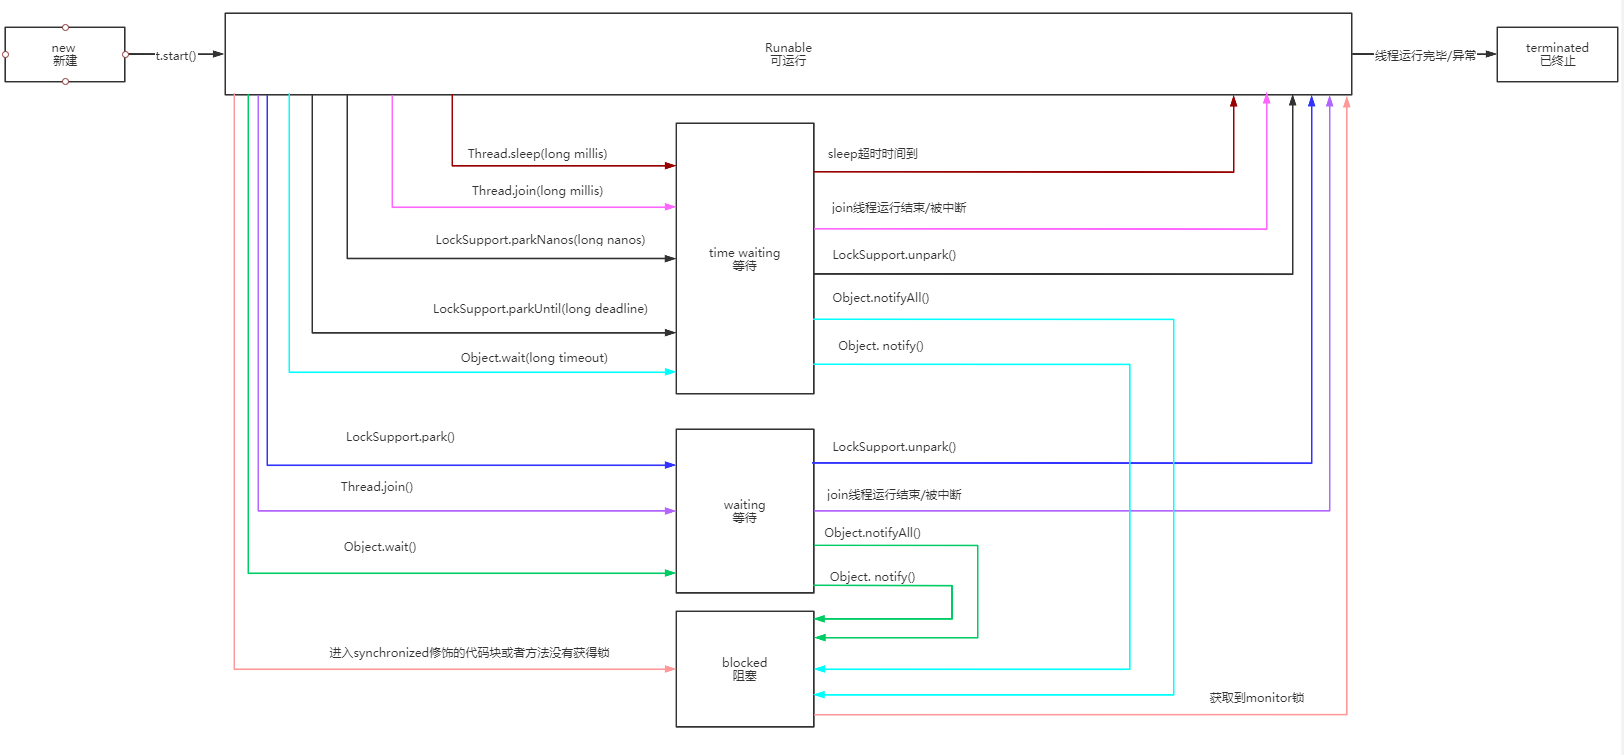 new
新建
t.start()
Runable
可运行
线程运行完毕/异常
terminated
已终止
Thread.sleep(long millis)
Thread.join(long millis)
LockSupport.parkNanos(long nanos)
LockSupport.parkUntil(long deadline)
Object.wait(long timeout)
time waiting
等待
sleep超时时间到
join线程运行结束/被中断
LockSupport.unpark()
Object.notifyAll()
Object. notify()
LockSupport.park()
Thread.join()
Object.wait()
waiting
等待
LockSupport.unpark()
join线程运行结束/被中断
Object.notifyAll()
Object. notify()
进入synchronized修饰的代码块或者方法没有获得锁
blocked
阻塞
获取到monitor锁